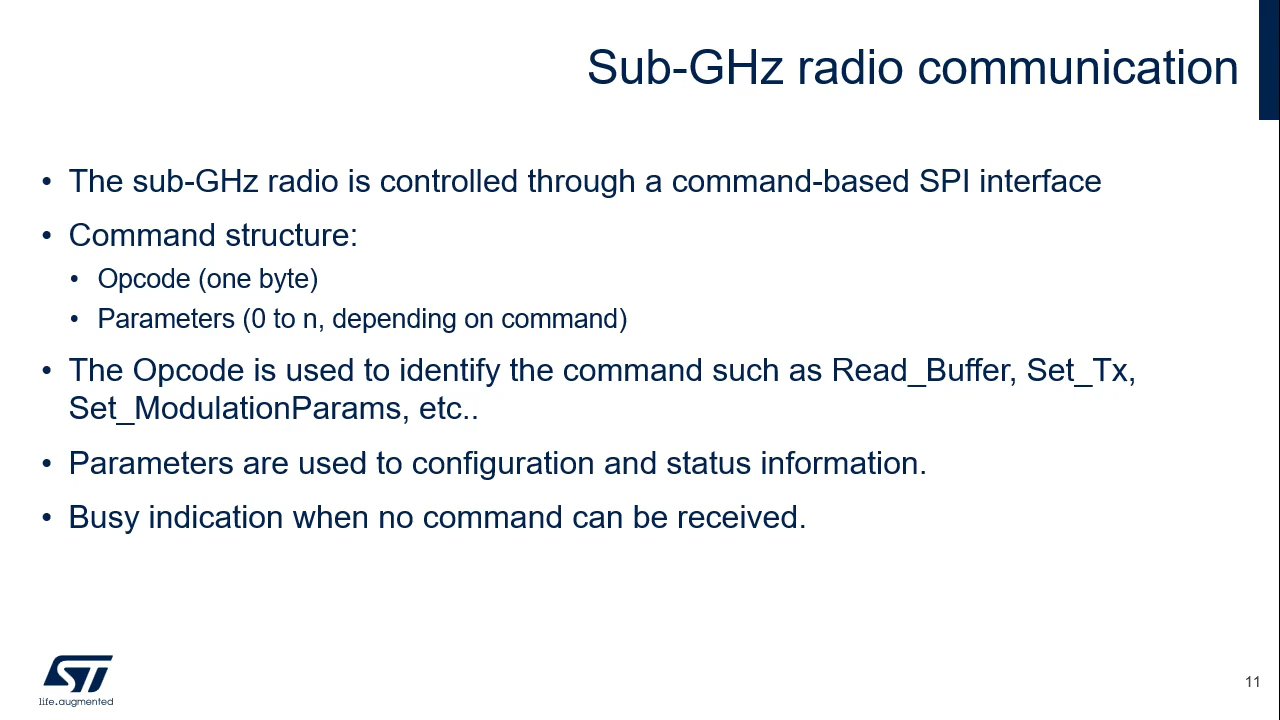 Sub-GHz radio communication
• The sub-GHz radio is controlled through a command-based SPI interface
• Command structure:
• Opcode (one byte)
• Parameters (0 to n, depending on command)
• The Opcode is used to identify the command such as Read_Buffer, Set_Tx,
Set_ModulationParams, etc..
• Parameters are used to configuration and status information.
• Busy indication when no command can be received.
ST
life.augmented
11